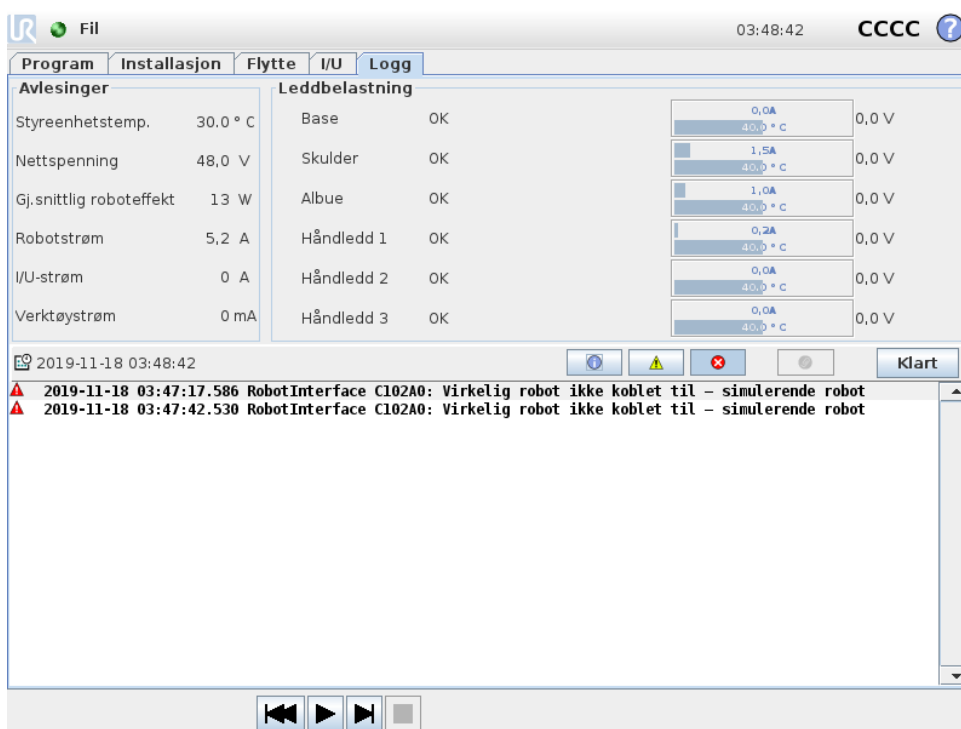 UR Fil 03:48:42 CCCC ?
Program Installasjon Flytte I/U Logg
Avlesinger Leddbelastning
Styreenhetstemp. 30.0 ° C Base OK 0,0A 40.0 ° C 0,0 V
Nettspenning 48,0 V Skulder OK 1,5A 40.0 ° C 0,0 V
Gj.snittlig roboteffekt 13 W Albue OK 1,0A 40.0 ° C 0,0 V
Robotstrøm 5,2 A Håndledd 1 OK 0,2A 40.0 ° C 0,0 V
I/U-strøm 0 A Håndledd 2 OK 0,0A 40.0 ° C 0,0 V
Verktøystrøm 0 mA Håndledd 3 OK 0,0A 40.0 ° C 0,0 V
2019-11-18 03:48:42 Klart
2019-11-18 03:47:17.586 RobotInterface C102A0: Virkelig robot ikke koblet til – simulerende robot
2019-11-18 03:47:42.530 RobotInterface C102A0: Virkelig robot ikke koblet til – simulerende robot